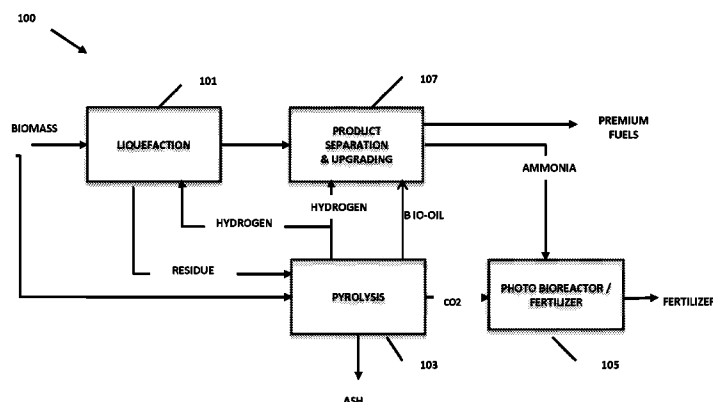 100
101
107
BIOMASS
LIQUEFACTION
PRODUCT
SEPARATION
& UPGRADING
PREMIUM
FUELS
AMMONIA
HYDROGEN
HYDROGEN
BIO-OIL
RESIDUE
PYROLYSIS
CO2
PHOTO BIOREACTOR /
FERTILIZER
FERTILIZER
103
105
ASH